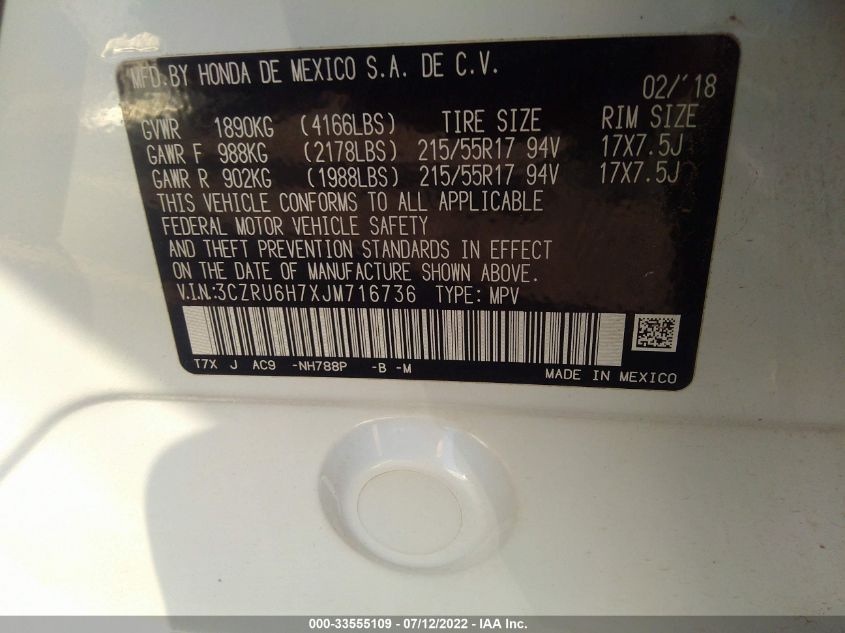 MFD. BY HONDA DE MEXICO S.A. DE C.V.
02/'18
GVWR 1890KG (4166LBS) TIRE SIZE RIM SIZE
GAWR F 988KG (2178LBS) 215/55R17 94V 17X7.5J
GAWR R 902KG (1988LBS) 215/55R17 94V 17X7.5J
THIS VEHICLE CONFORMS TO ALL APPLICABLE
FEDERAL MOTOR VEHICLE SAFETY
AND THEFT PREVENTION STANDARDS IN EFFECT
ON THE DATE OF MANUFACTURE SHOWN ABOVE.
V.I.N.:3CZRU6H7XJM716736 TYPE: MPV
T7X J AC9 -NH788P -B -M
MADE IN MEXICO
000-33555109 - 07/12/2022 - IAA Inc.